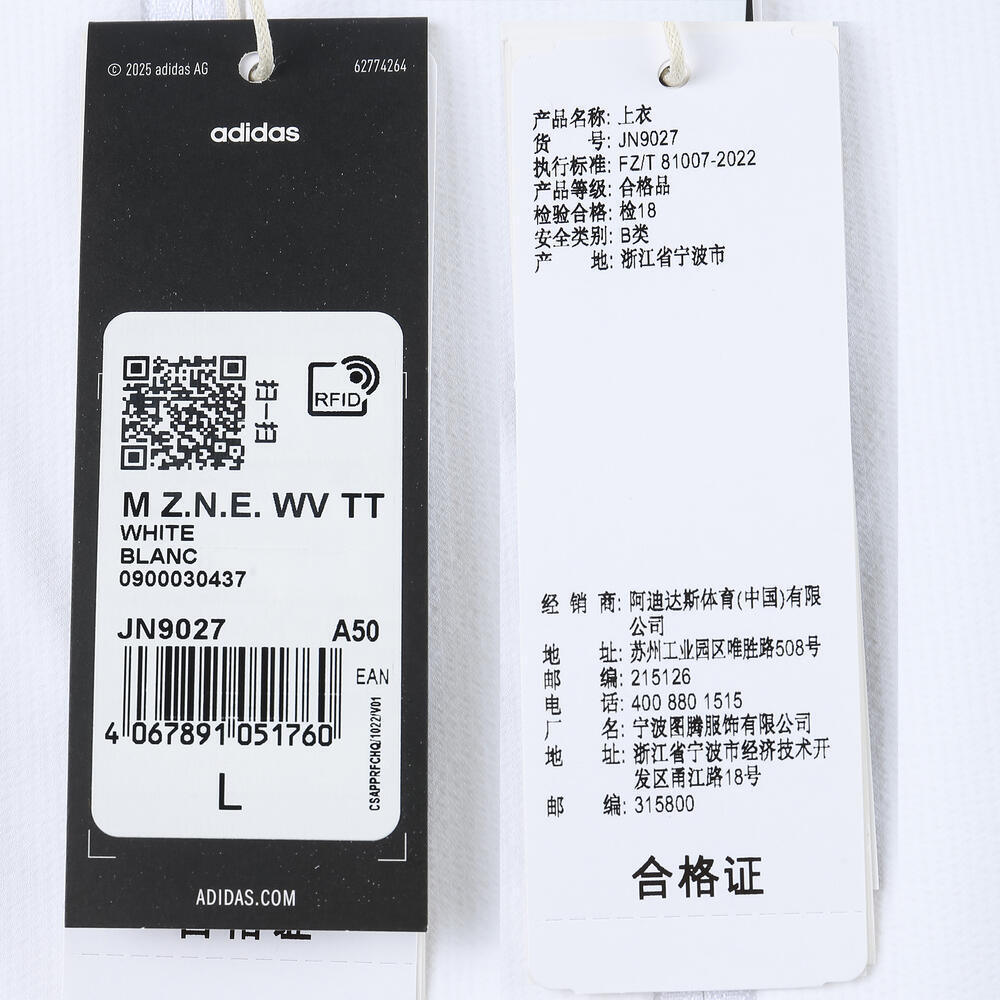 © 2025 adidas AG
62774264
adidas
扫一扫
RFID
M Z.N.E. WV TT
WHITE
BLANC
0900030437
JN9027
A50
EAN
4 067891 051760
CSAPPRFCHQ/1022/V01
L
ADIDAS.COM
合格证
产品名称: 上衣
货 号: JN9027
执行标准: FZ/T 81007-2022
产品等级: 合格品
检验合格: 检18
安全类别: B类
产 地: 浙江省宁波市
经 销 商: 阿迪达斯体育(中国)有限
公司
地 址: 苏州工业园区唯胜路508号
邮 编: 215126
电 话: 400 880 1515
厂 名: 宁波图腾服饰有限公司
地 址: 浙江省宁波市经济技术开
发区甬江路18号
邮 编: 315800
合格证